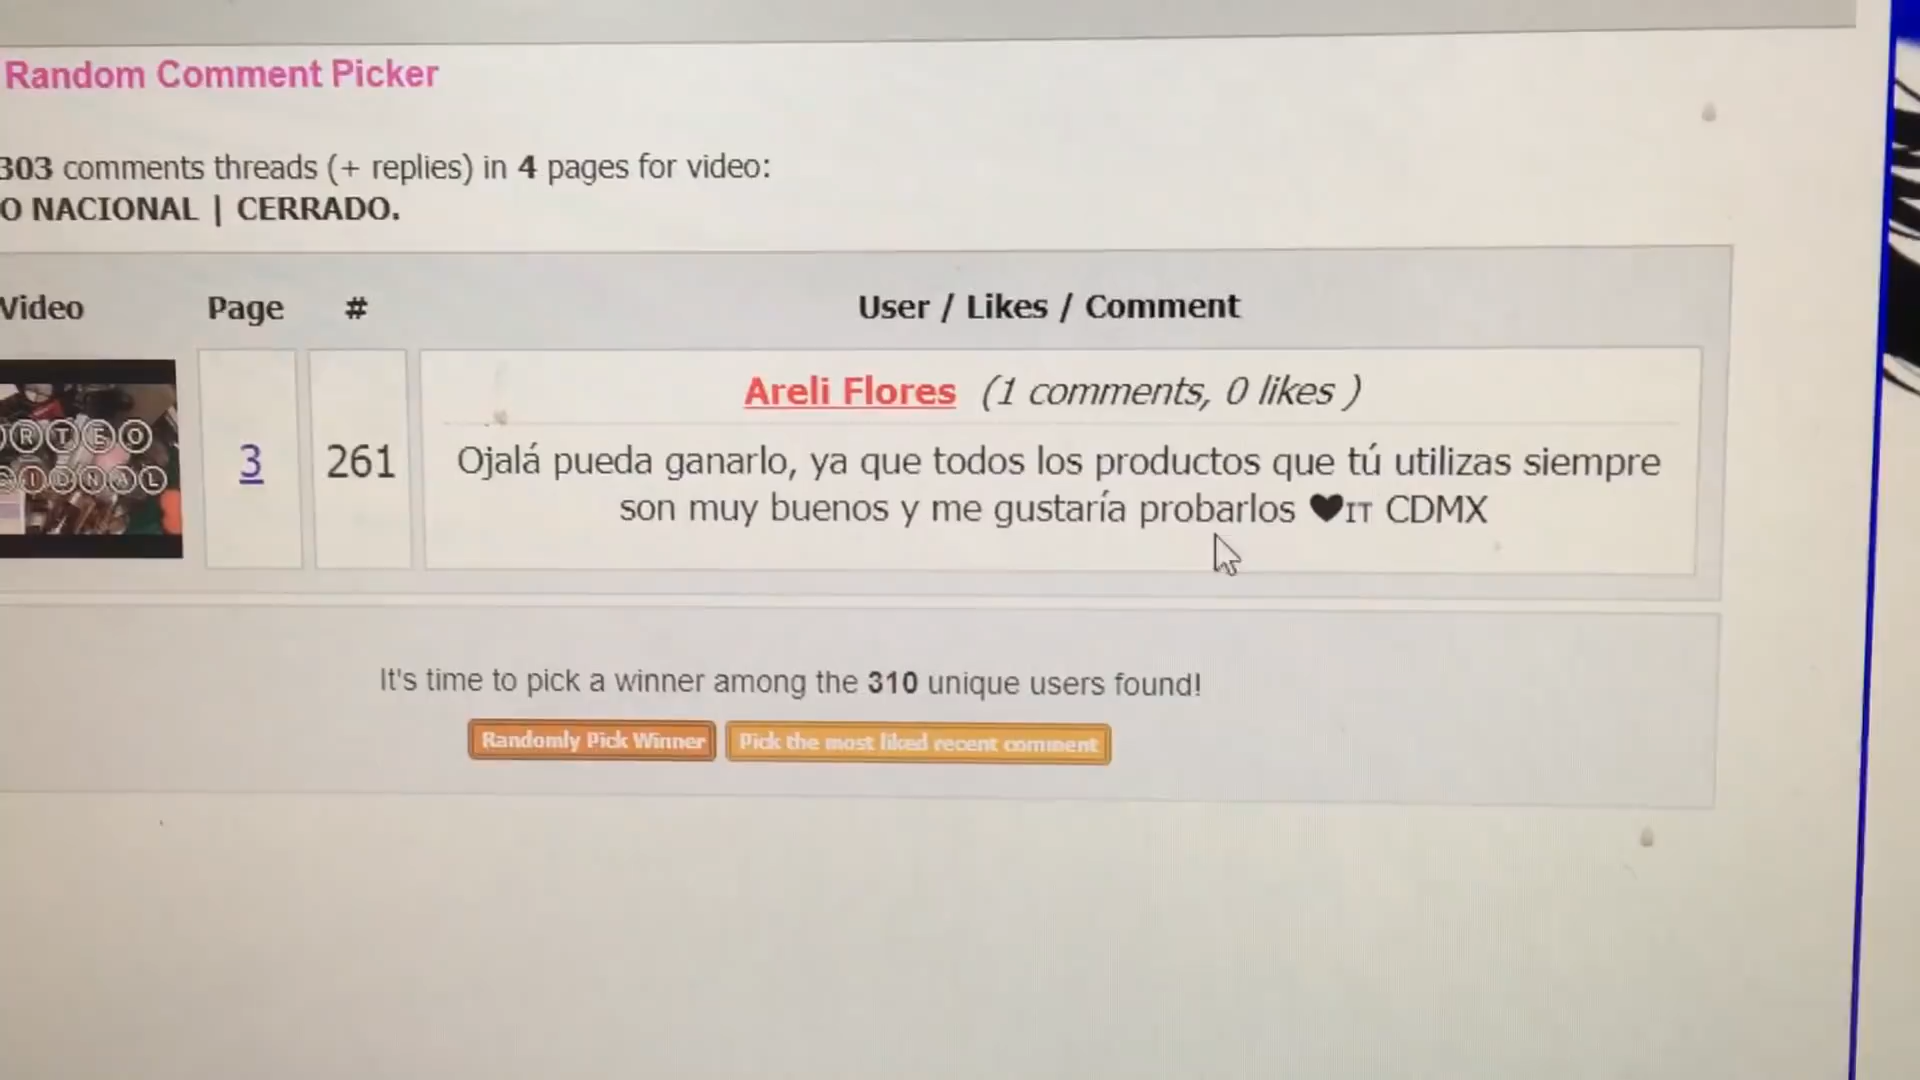 Random Comment Picker
303 comments threads (+ replies) in 4 pages for video:
O NACIONAL | CERRADO.
Video Page # User / Likes / Comment
RTEO
Areli Flores (1 comments, 0 likes )
3 261 Ojalá pueda ganarlo, ya que todos los productos que tú utilizas siempre
son muy buenos y me gustaría probarlos ♥IT CDMX
It's time to pick a winner among the 310 unique users found!
Randomly Pick Winner Pick the most liked recent comment